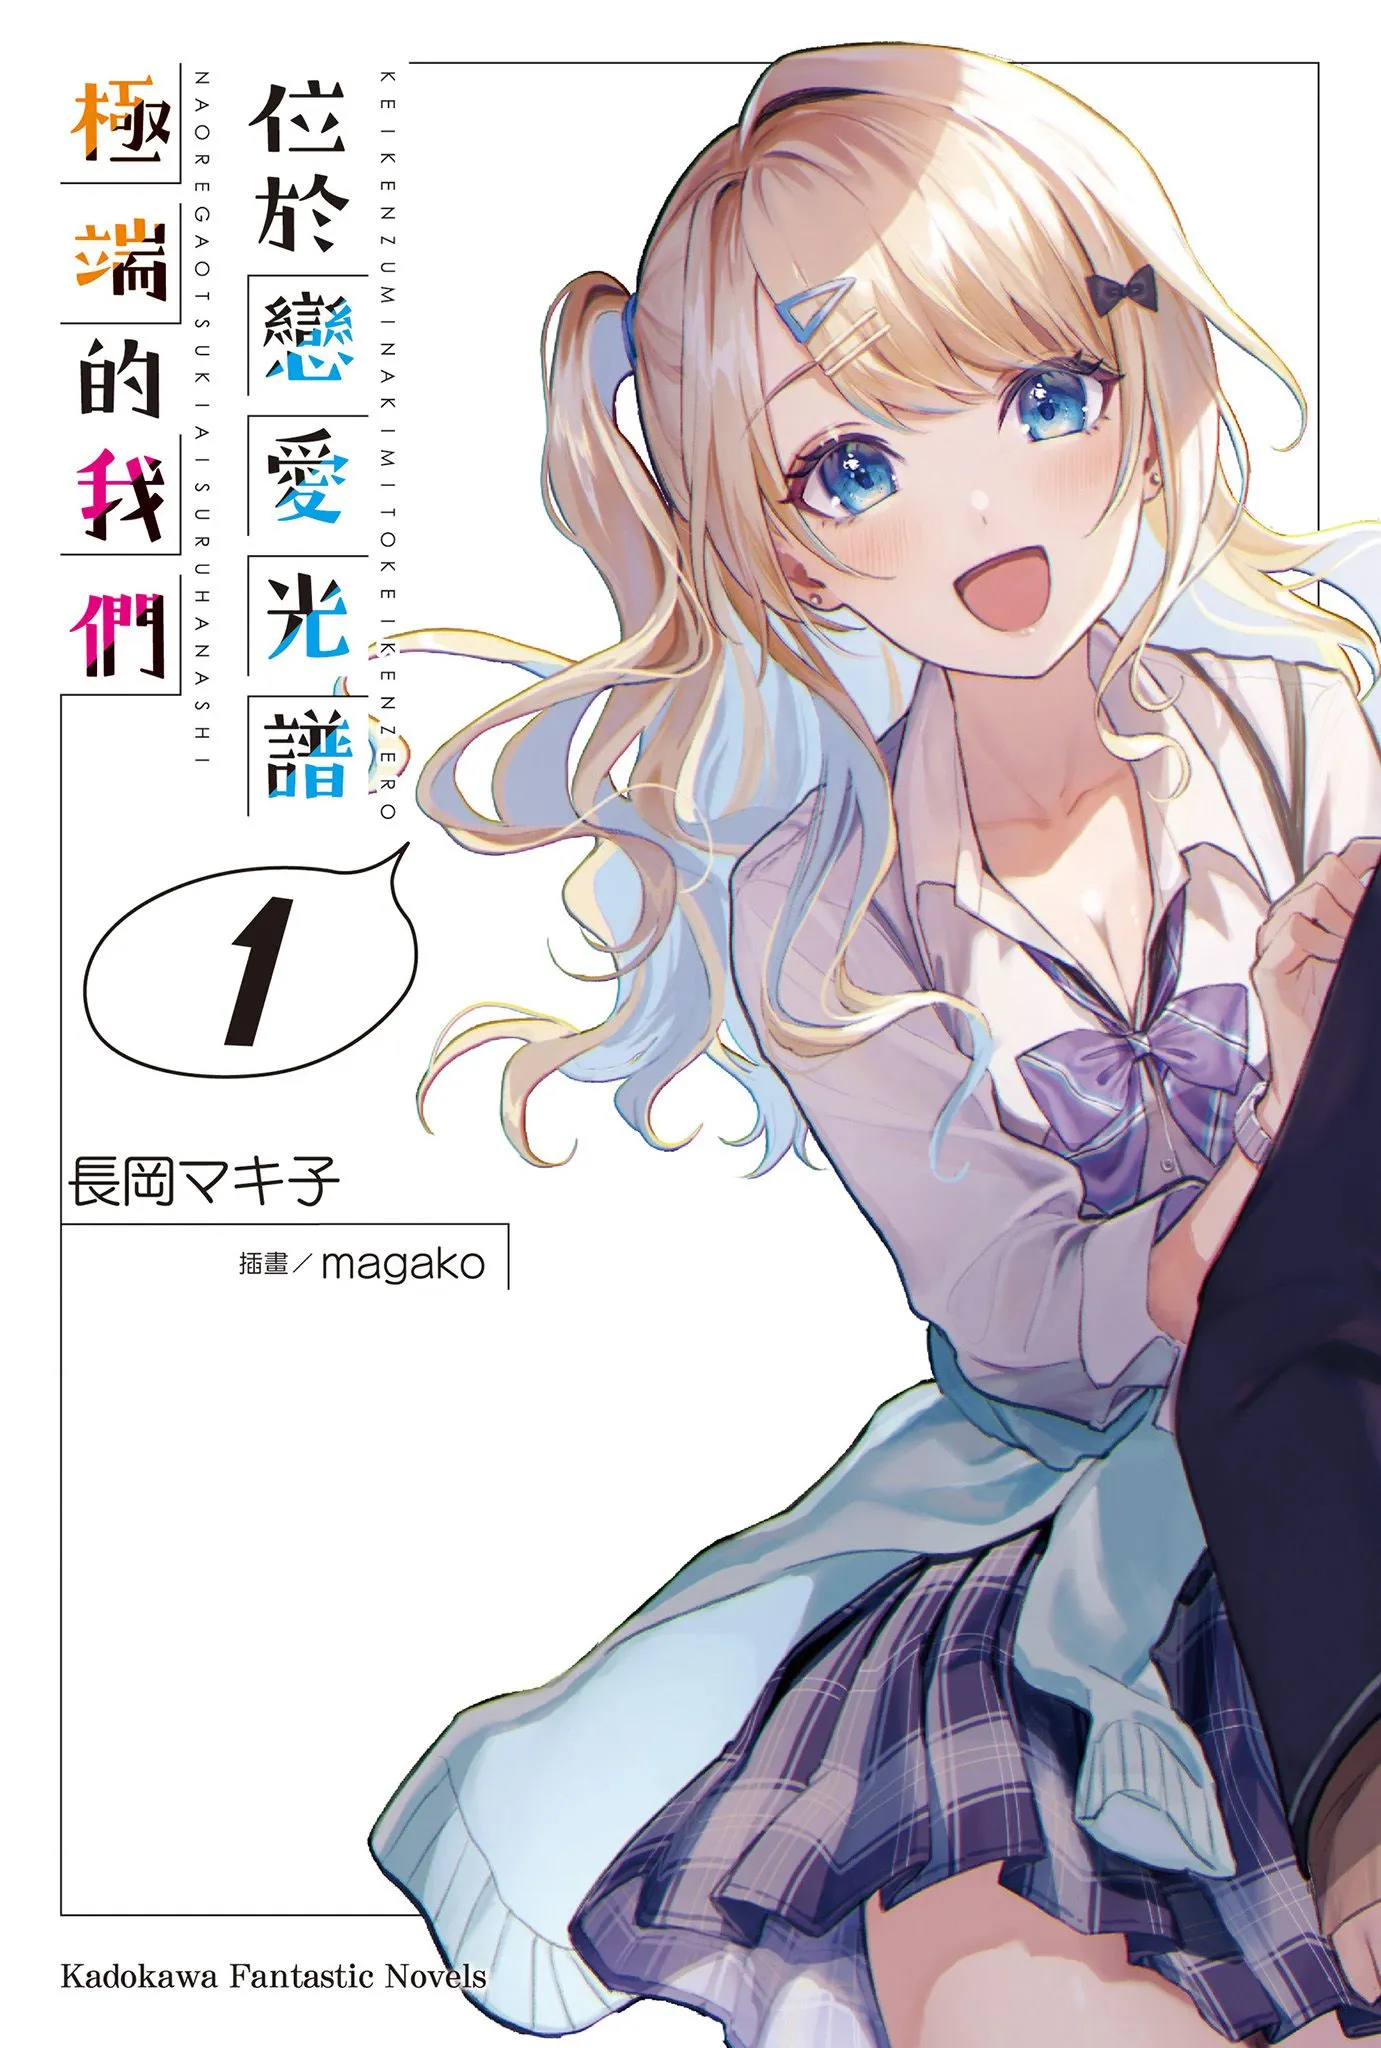 位於戀愛光譜
極端的我們
KEIKENZUMINAKIMITOKEIKENZERO
NAOREGAOTSUKIAISURUHANASHI
1
長岡マキ子
插畫／magako
Kadokawa Fantastic Novels